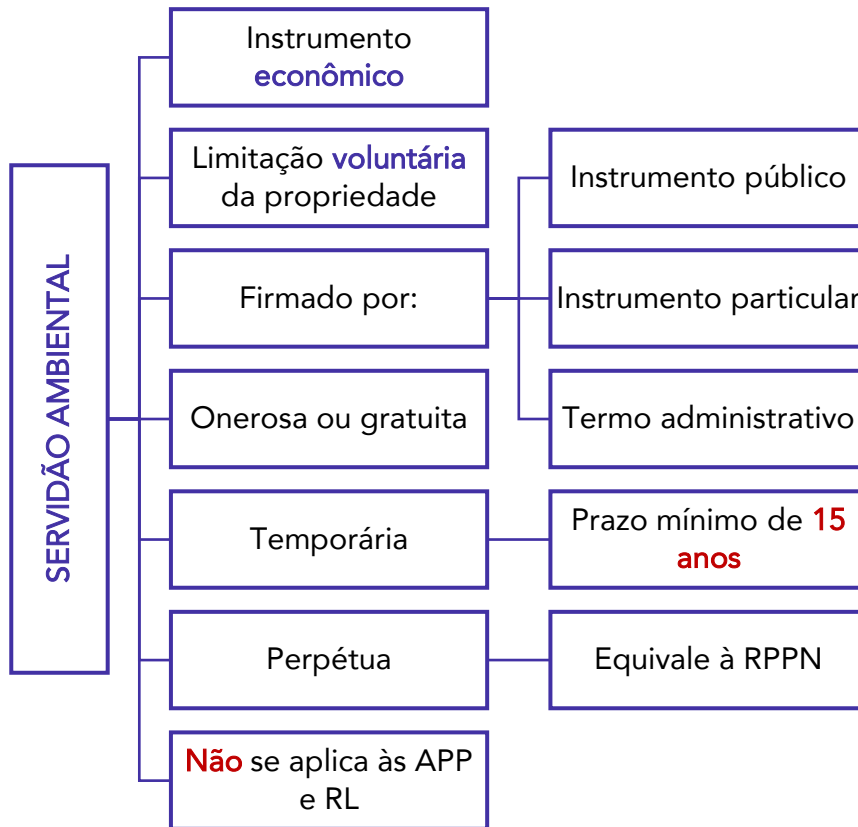 SERVIDÃO AMBIENTAL
Instrumento
econômico
Limitação voluntária
da propriedade
Firmado por:
Instrumento público
Instrumento particular
Termo administrativo
Onerosa ou gratuita
Temporária
Prazo mínimo de 15
anos
Perpétua
Equivale à RPPN
Não se aplica às APP
e RL